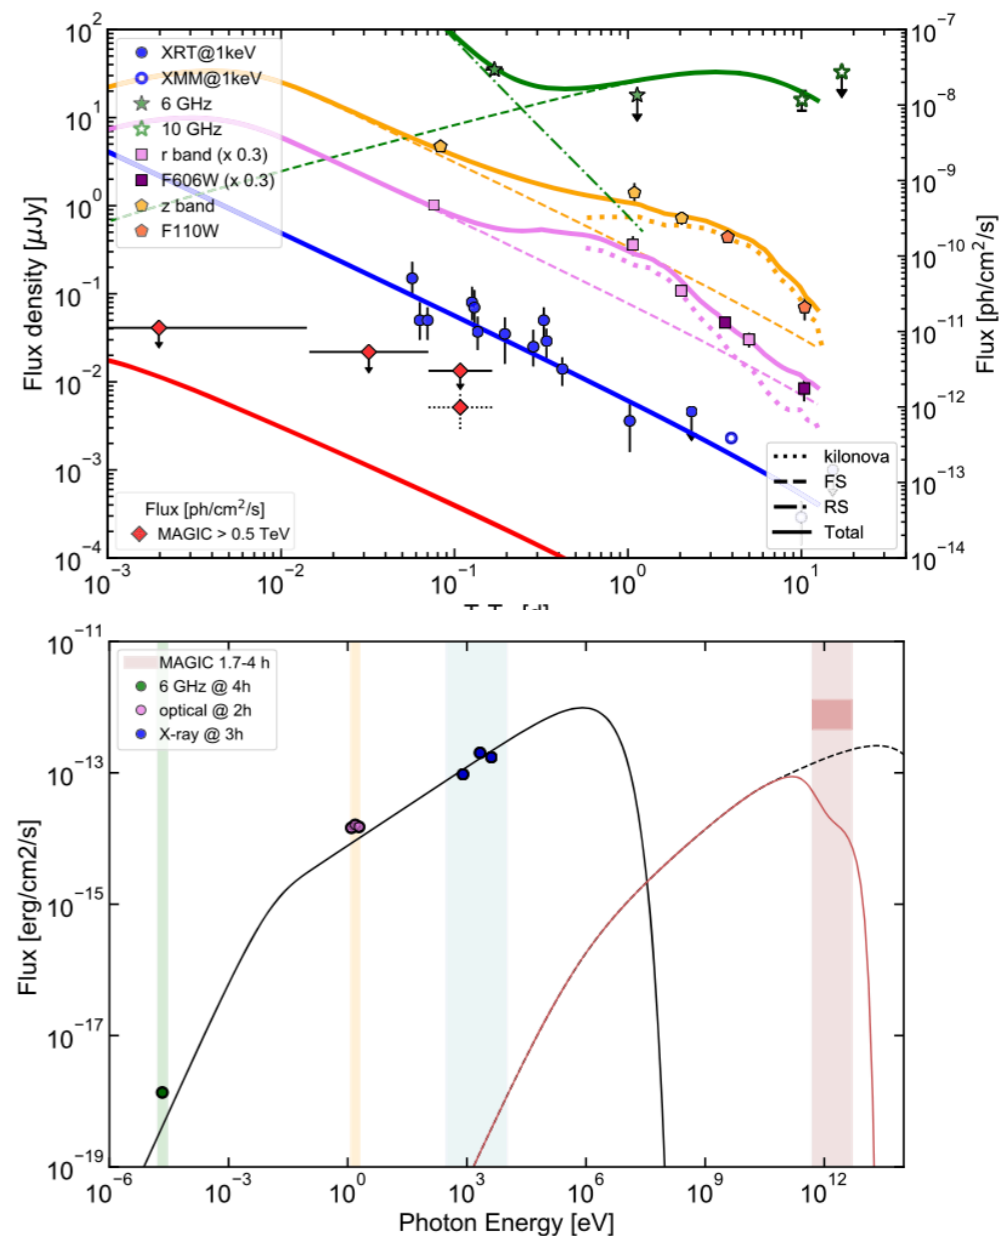 10⁻⁷
10²
XRT@1keV
XMM@1keV
6 GHz
10 GHz
r band (x 0.3)
F606W (x 0.3)
z band
F110W
10¹
10⁰
10⁻¹
10⁻²
10⁻³
10⁻⁴
Flux density [μJy]
10⁻⁸
10⁻⁹
10⁻¹⁰
10⁻¹¹
10⁻¹²
10⁻¹³
10⁻¹⁴
Flux [ph/cm²/s]
kilonova
FS
RS
Total
Flux [ph/cm²/s]
MAGIC > 0.5 TeV
10⁻³
10⁻²
10⁻¹
10⁰
10¹
10⁻¹¹
MAGIC 1.7-4 h
6 GHz @ 4h
optical @ 2h
X-ray @ 3h
10⁻¹³
10⁻¹⁵
10⁻¹⁷
10⁻¹⁹
Flux [erg/cm2/s]
10⁻⁶
10⁻³
10⁰
10³
10⁶
10⁹
10¹²
Photon Energy [eV]